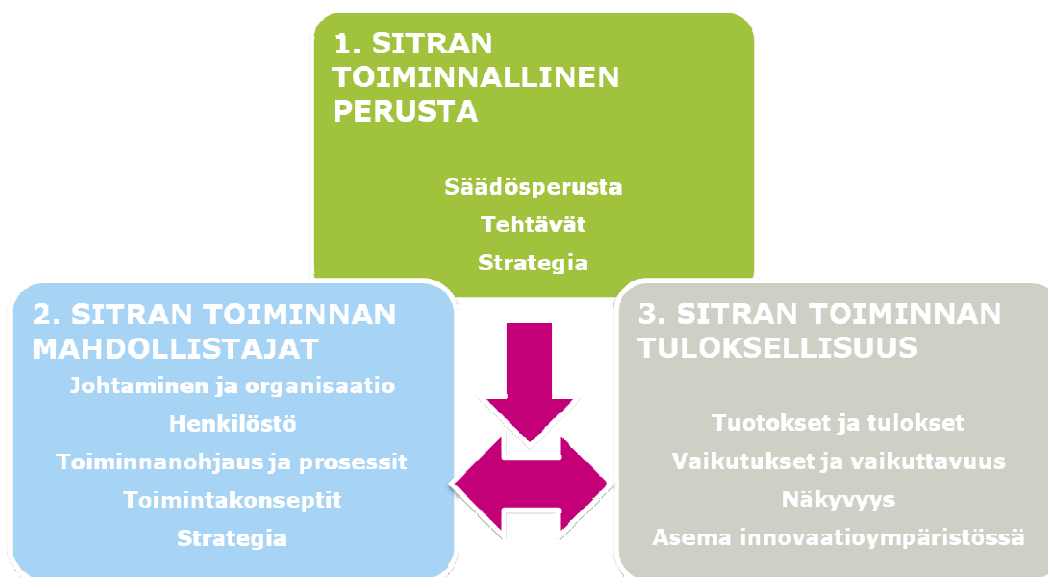 1. SITRAN
TOIMINNALLINEN
PERUSTA
Säädösperusta
Tehtävät
Strategia
2. SITRAN TOIMINNAN
MAHDOLLISTAJAT
Johtaminen ja organisaatio
Henkilöstö
Toiminnanohjaus ja prosessit
Toimintakonseptit
Strategia
3. SITRAN TOIMINNAN
TULOKSELLISUUS
Tuotokset ja tulokset
Vaikutukset ja vaikuttavuus
Näkyvyys
Asema innovaatioympäristössä